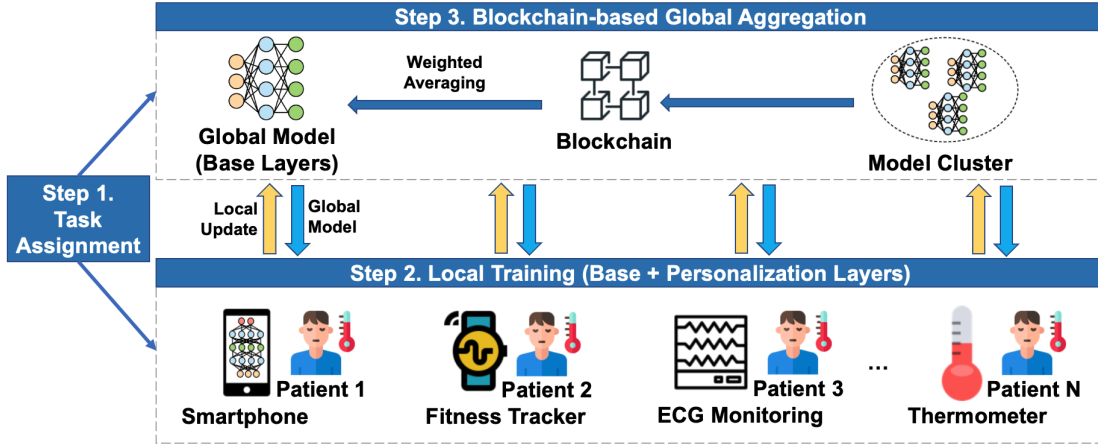 Step 3. Blockchain-based Global Aggregation
Weighted
Averaging
Global Model
(Base Layers)
Blockchain
Model Cluster
Step 1.
Task
Assignment
Local
Update
Global
Model
Step 2. Local Training (Base + Personalization Layers)
Patient 1
Smartphone
Patient 2
Fitness Tracker
Patient 3
ECG Monitoring
...
Patient N
Thermometer